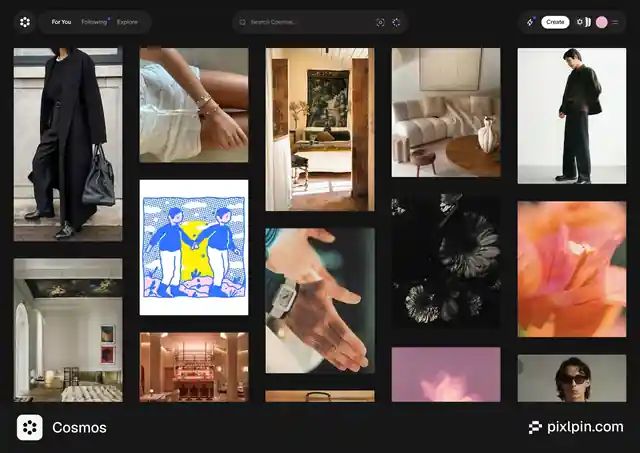 For You
Following
Explore
Search Cosmos...
Create
Cosmos
pixlpin.com